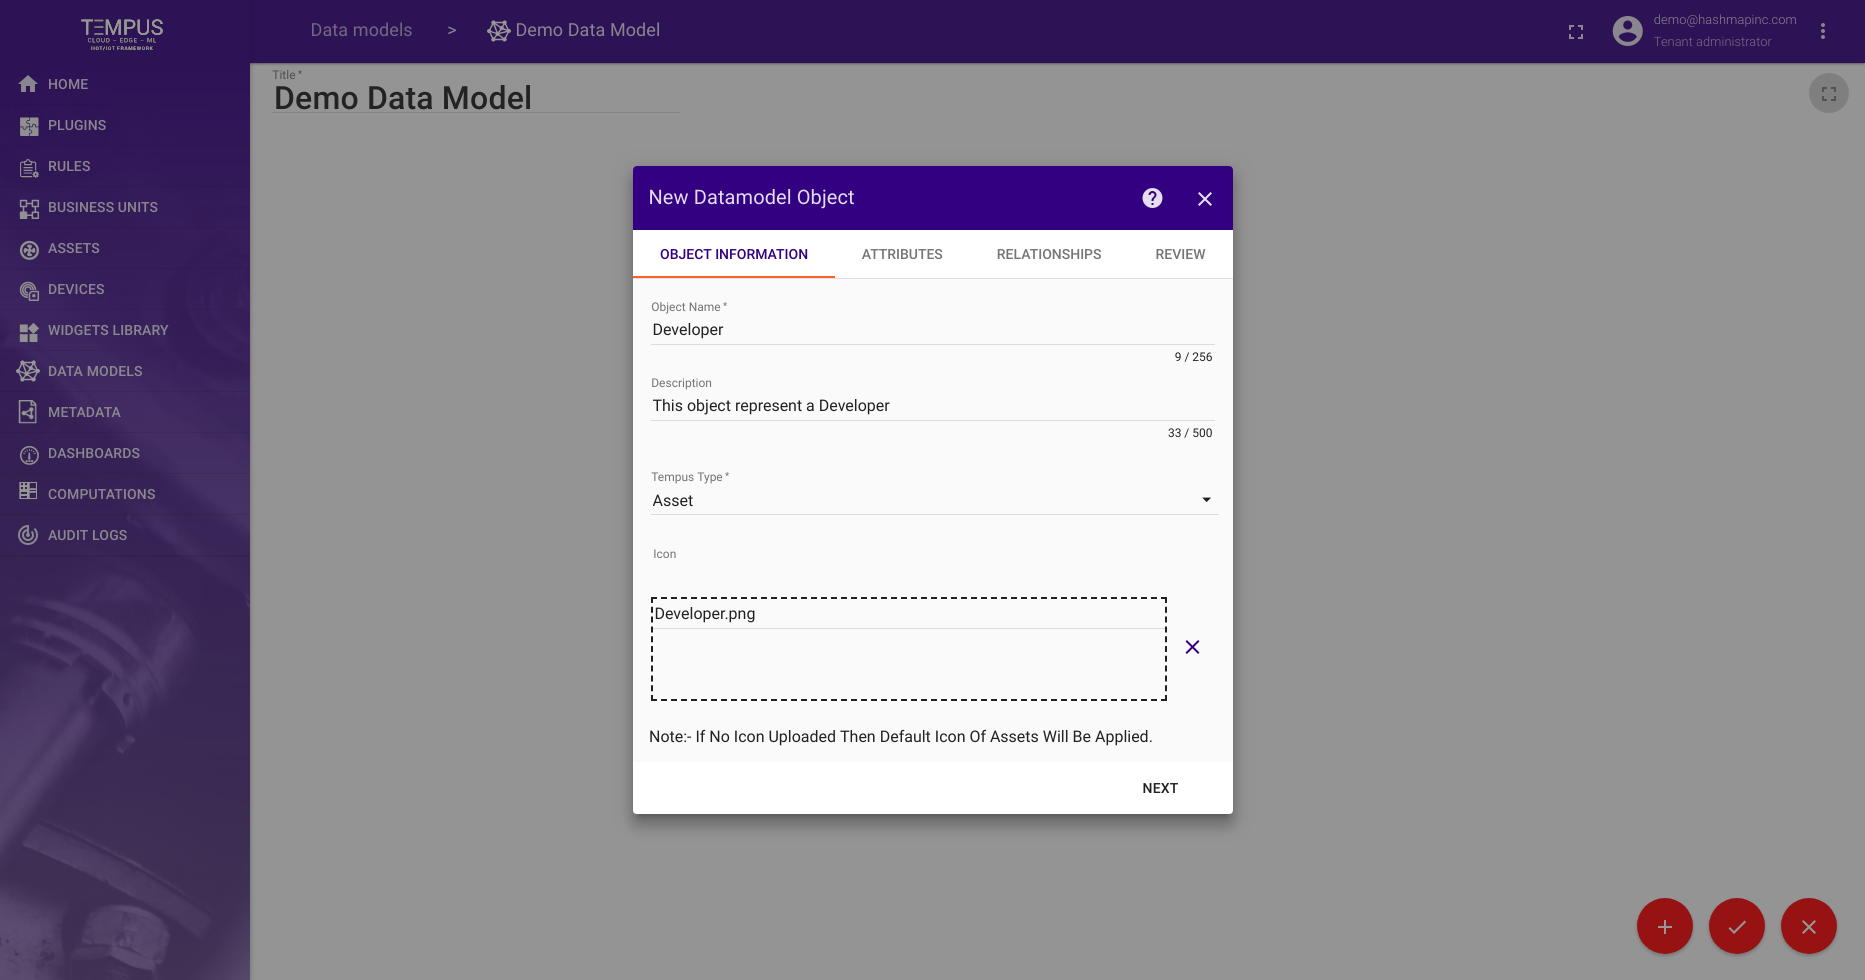 TEMPUS
CLOUD - EDGE - ML
IIOT/IOT FRAMEWORK
Data models > Demo Data Model
demo@hashmapinc.com
Tenant administrator
HOME
PLUGINS
RULES
BUSINESS UNITS
ASSETS
DEVICES
WIDGETS LIBRARY
DATA MODELS
METADATA
DASHBOARDS
COMPUTATIONS
AUDIT LOGS
Title *
Demo Data Model
New Datamodel Object
OBJECT INFORMATION ATTRIBUTES RELATIONSHIPS REVIEW
Object Name *
Developer
9 / 256
Description
This object represent a Developer
33 / 500
Tempus Type *
Asset
Icon
Developer.png
Note:- If No Icon Uploaded Then Default Icon Of Assets Will Be Applied.
NEXT